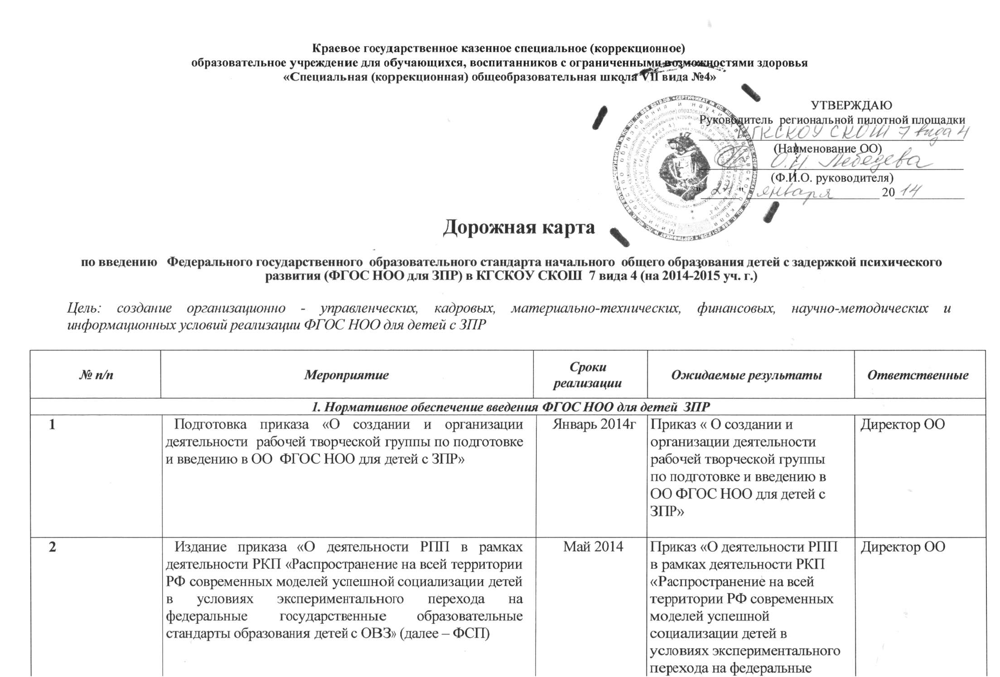 Краевое государственное казенное специальное (коррекционное)
образовательное учреждение для обучающихся, воспитанников с ограниченными возможностями здоровья
«Специальная (коррекционная) общеобразовательная школа VII вида №4»
УТВЕРЖДАЮ
Руководитель региональной пилотной площадки
КГКСКОУ СКОШ 7 вида 4
(Наименование ОО)
О.Н. Лебедева
(Ф.И.О. руководителя)
" " января 2014
Дорожная карта
по введению Федерального государственного образовательного стандарта начального общего образования детей с задержкой психического
развития (ФГОС НОО для ЗПР) в КГСКОУ СКОШ 7 вида 4 (на 2014-2015 уч. г.)
Цель: создание организационно - управленческих, кадровых, материально-технических, финансовых, научно-методических и
информационных условий реализации ФГОС НОО для детей с ЗПР
№ п/п
Мероприятие
Сроки
реализации
Ожидаемые результаты
Ответственные
1. Нормативное обеспечение введения ФГОС НОО для детей ЗПР
1
Подготовка приказа «О создании и организации
деятельности рабочей творческой группы по подготовке
и введению в ОО ФГОС НОО для детей с ЗПР»
Январь 2014г
Приказ « О создании и
организации деятельности
рабочей творческой группы
по подготовке и введению в
ОО ФГОС НОО для детей с
ЗПР»
Директор ОО
2
Издание приказа «О деятельности РПП в рамках
деятельности РКП «Распространение на всей территории
РФ современных моделей успешной социализации детей
в условиях экспериментального перехода на
федеральные государственные образовательные
стандарты образования детей с ОВЗ» (далее – ФСП)
Май 2014
Приказ «О деятельности РПП
в рамках деятельности РКП
«Распространение на всей
территории РФ современных
моделей успешной
социализации детей в
условиях экспериментального
перехода на федеральные
Директор ОО